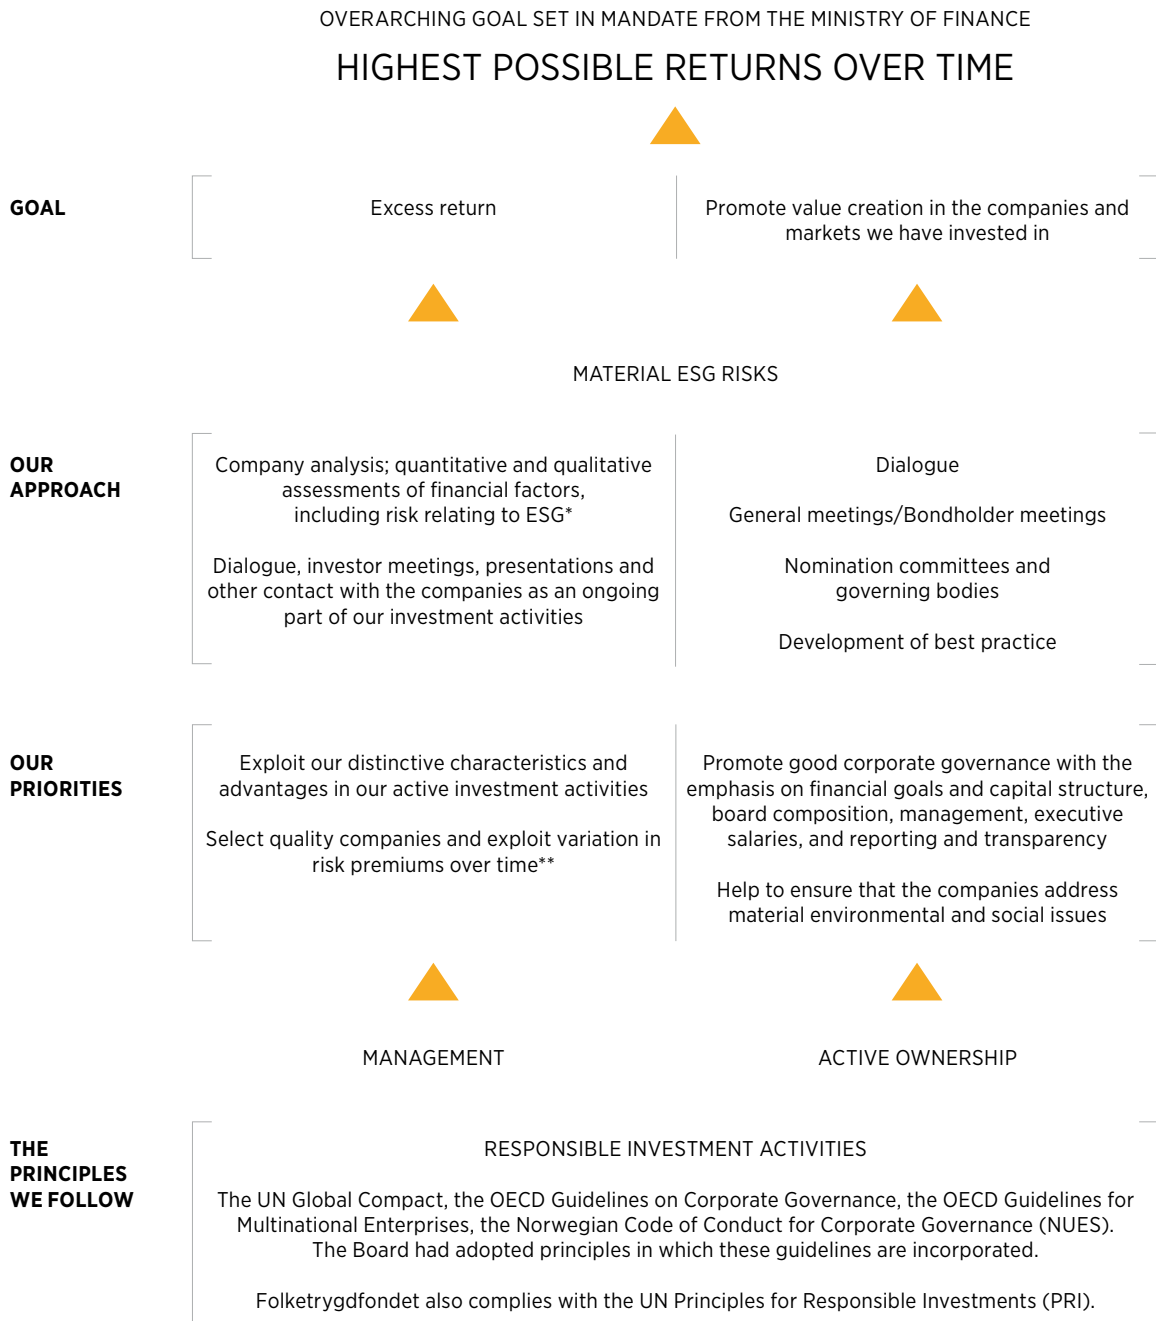 OVERARCHING GOAL SET IN MANDATE FROM THE MINISTRY OF FINANCE
HIGHEST POSSIBLE RETURNS OVER TIME
GOAL
Excess return
Promote value creation in the companies and
markets we have invested in
MATERIAL ESG RISKS
OUR
APPROACH
Company analysis; quantitative and qualitative
assessments of financial factors,
including risk relating to ESG*
Dialogue, investor meetings, presentations and
other contact with the companies as an ongoing
part of our investment activities
Dialogue
General meetings/Bondholder meetings
Nomination committees and
governing bodies
Development of best practice
OUR
PRIORITIES
Exploit our distinctive characteristics and
advantages in our active investment activities
Select quality companies and exploit variation in
risk premiums over time**
Promote good corporate governance with the
emphasis on financial goals and capital structure,
board composition, management, executive
salaries, and reporting and transparency
Help to ensure that the companies address
material environmental and social issues
MANAGEMENT
ACTIVE OWNERSHIP
THE
PRINCIPLES
WE FOLLOW
RESPONSIBLE INVESTMENT ACTIVITIES
The UN Global Compact, the OECD Guidelines on Corporate Governance, the OECD Guidelines for
Multinational Enterprises, the Norwegian Code of Conduct for Corporate Governance (NUES).
The Board had adopted principles in which these guidelines are incorporated.
Folketrygdfondet also complies with the UN Principles for Responsible Investments (PRI).